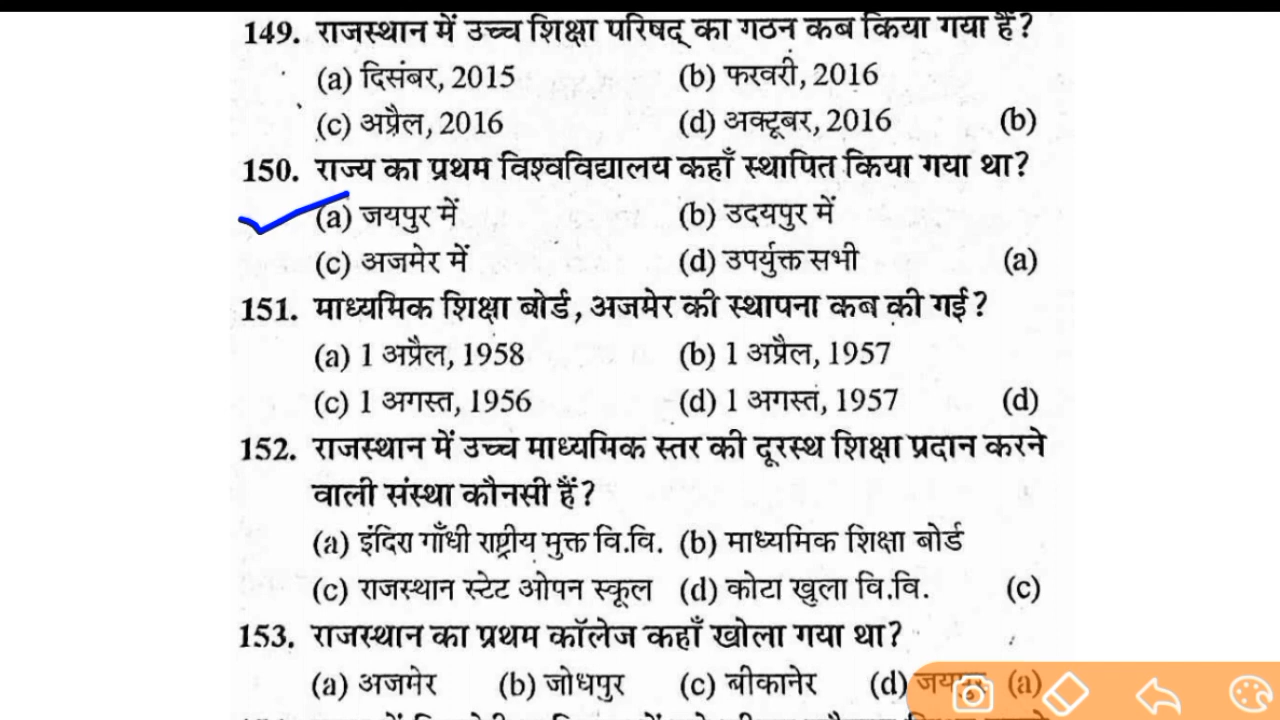 149. राजस्थान में उच्च शिक्षा परिषद् का गठन कब किया गया हैं?
(a) दिसंबर, 2015 (b) फरवरी, 2016
(c) अप्रैल, 2016 (d) अक्टूबर, 2016 (b)
150. राज्य का प्रथम विश्वविद्यालय कहाँ स्थापित किया गया था?
(a) जयपुर में (b) उदयपुर में
(c) अजमेर में (d) उपर्युक्त सभी (a)
151. माध्यमिक शिक्षा बोर्ड, अजमेर की स्थापना कब की गई?
(a) 1 अप्रैल, 1958 (b) 1 अप्रैल, 1957
(c) 1 अगस्त, 1956 (d) 1 अगस्त, 1957 (d)
152. राजस्थान में उच्च माध्यमिक स्तर की दूरस्थ शिक्षा प्रदान करने
वाली संस्था कौनसी हैं?
(a) इंदिरा गाँधी राष्ट्रीय मुक्त वि.वि. (b) माध्यमिक शिक्षा बोर्ड
(c) राजस्थान स्टेट ओपन स्कूल (d) कोटा खुला वि.वि. (c)
153. राजस्थान का प्रथम कॉलेज कहाँ खोला गया था?
(a) अजमेर (b) जोधपुर (c) बीकानेर (d) जयपुर (a)